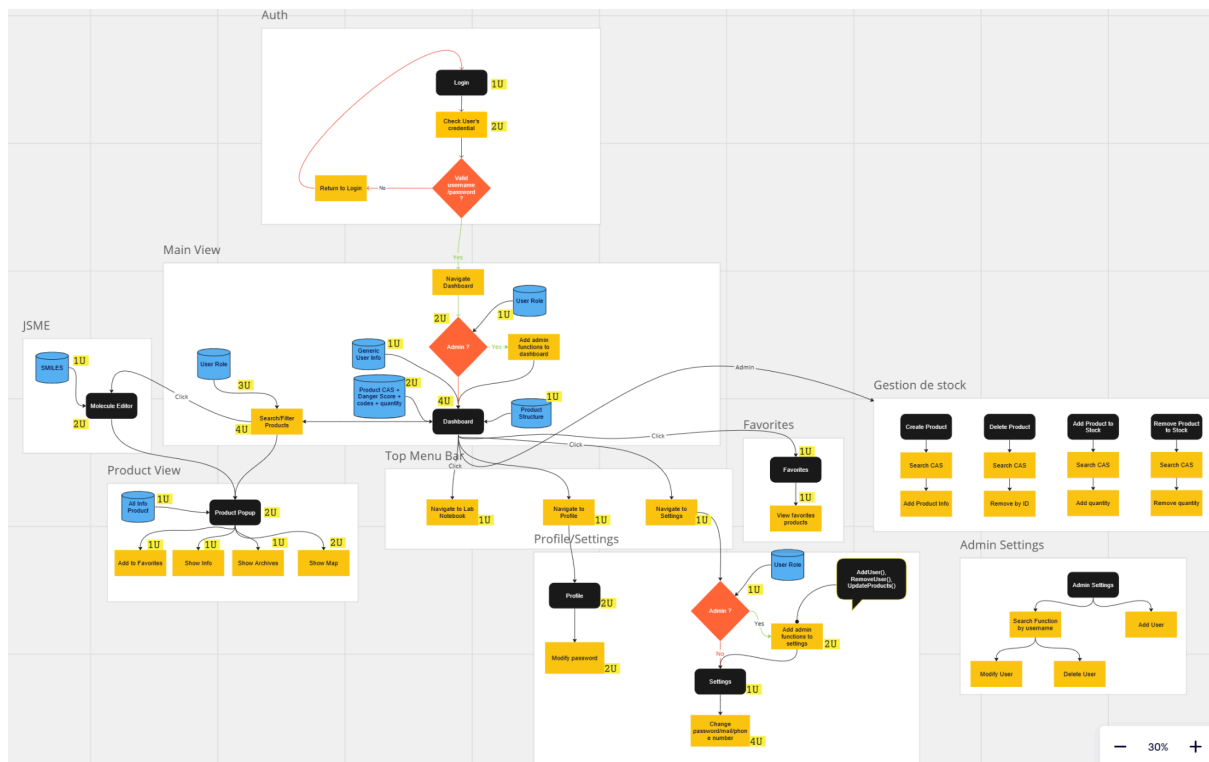 Auth
Login
1U
Check User's
credential
2U
Valid
username
/password
?
No
Return to Login
Yes
Main View
Navigate
Dashboard
User Role
1U
2U
Admin ?
Yes
Add admin
functions to
dashboard
Generic
User Info
1U
Product CAS +
Danger Score +
codes + quantity
2U
4U
Dashboard
Product
Structure
1U
User Role
3U
Search/Filter
Products
4U
JSME
SMILES
1U
Molecule Editor
2U
Click
Product View
All Info
Product
1U
Product Popup
2U
1U
Add to Favorites
1U
Show Info
1U
Show Archives
2U
Show Map
Top Menu Bar
Click
Click
Click
Admin
Navigate to Lab
Notebook
1U
Navigate to
Profile
1U
Navigate to
Settings
1U
Favorites
1U
Favorites
1U
View favorites
products
Gestion de stock
Create Product
Search CAS
Add Product Info
Delete Product
Search CAS
Remove by ID
Add Product to
Stock
Search CAS
Add quantity
Remove Product
to Stock
Search CAS
Remove quantity
Profile/Settings
Profile
2U
Modify password
2U
User Role
1U
Admin ?
Yes
No
Add admin
functions to
settings
2U
AddUser(),
RemoveUser(),
UpdateProducts()
Settings
1U
Change
password/mail/phon
e number
4U
Admin Settings
Admin Settings
Search Function
by username
Add User
Modify User
Delete User
− 30% +